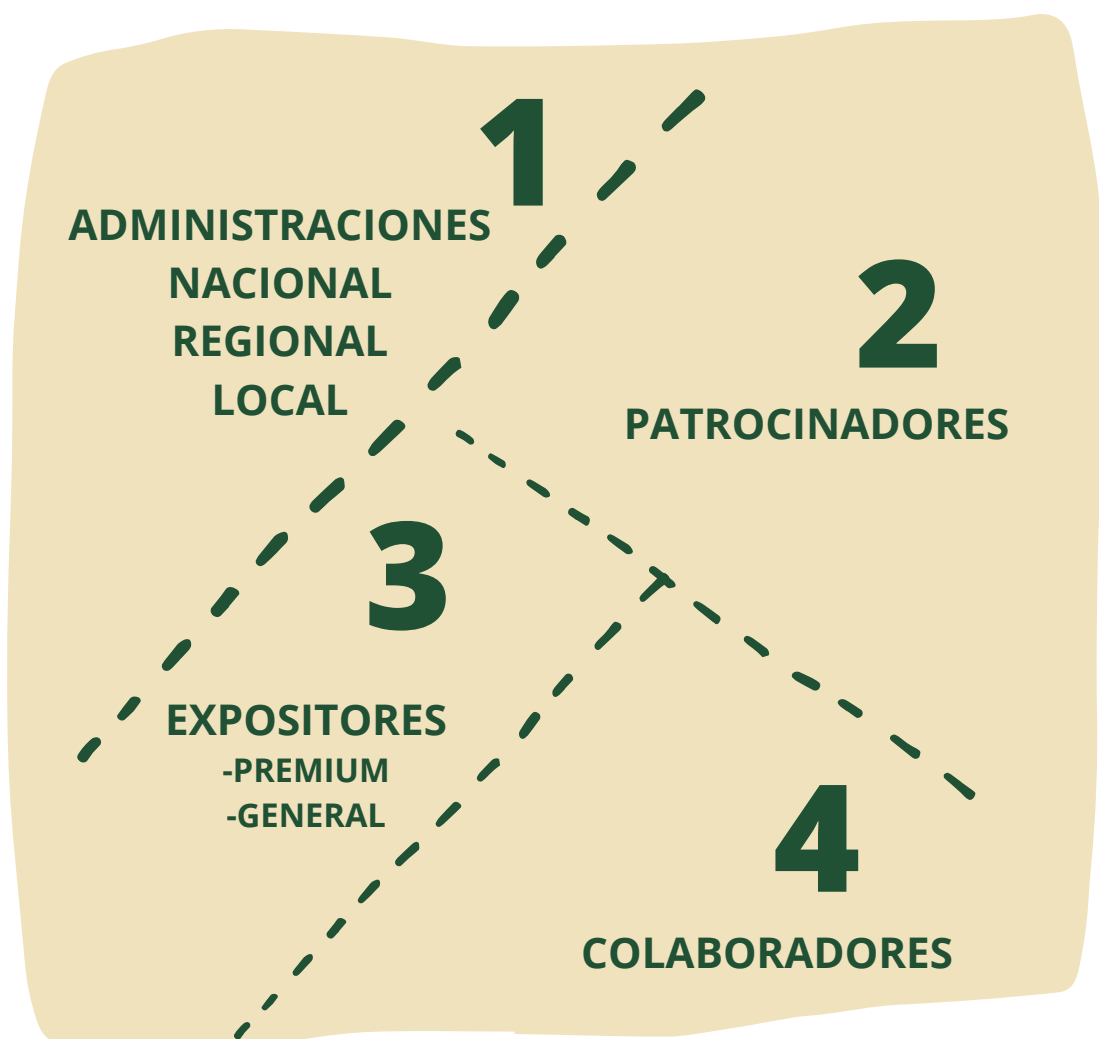 1
ADMINISTRACIONES
NACIONAL
REGIONAL
LOCAL
2
PATROCINADORES
3
EXPOSITORES
-PREMIUM
-GENERAL
4
COLABORADORES